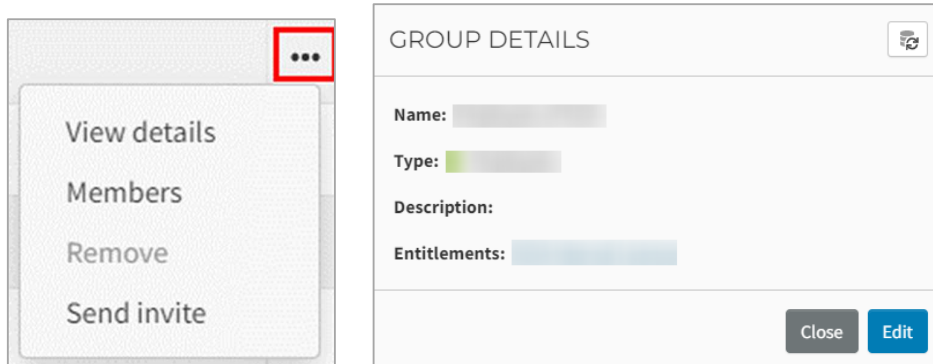 •••
View details
Members
Remove
Send invite
GROUP DETAILS
Name:
Type:
Description:
Entitlements:
Close Edit